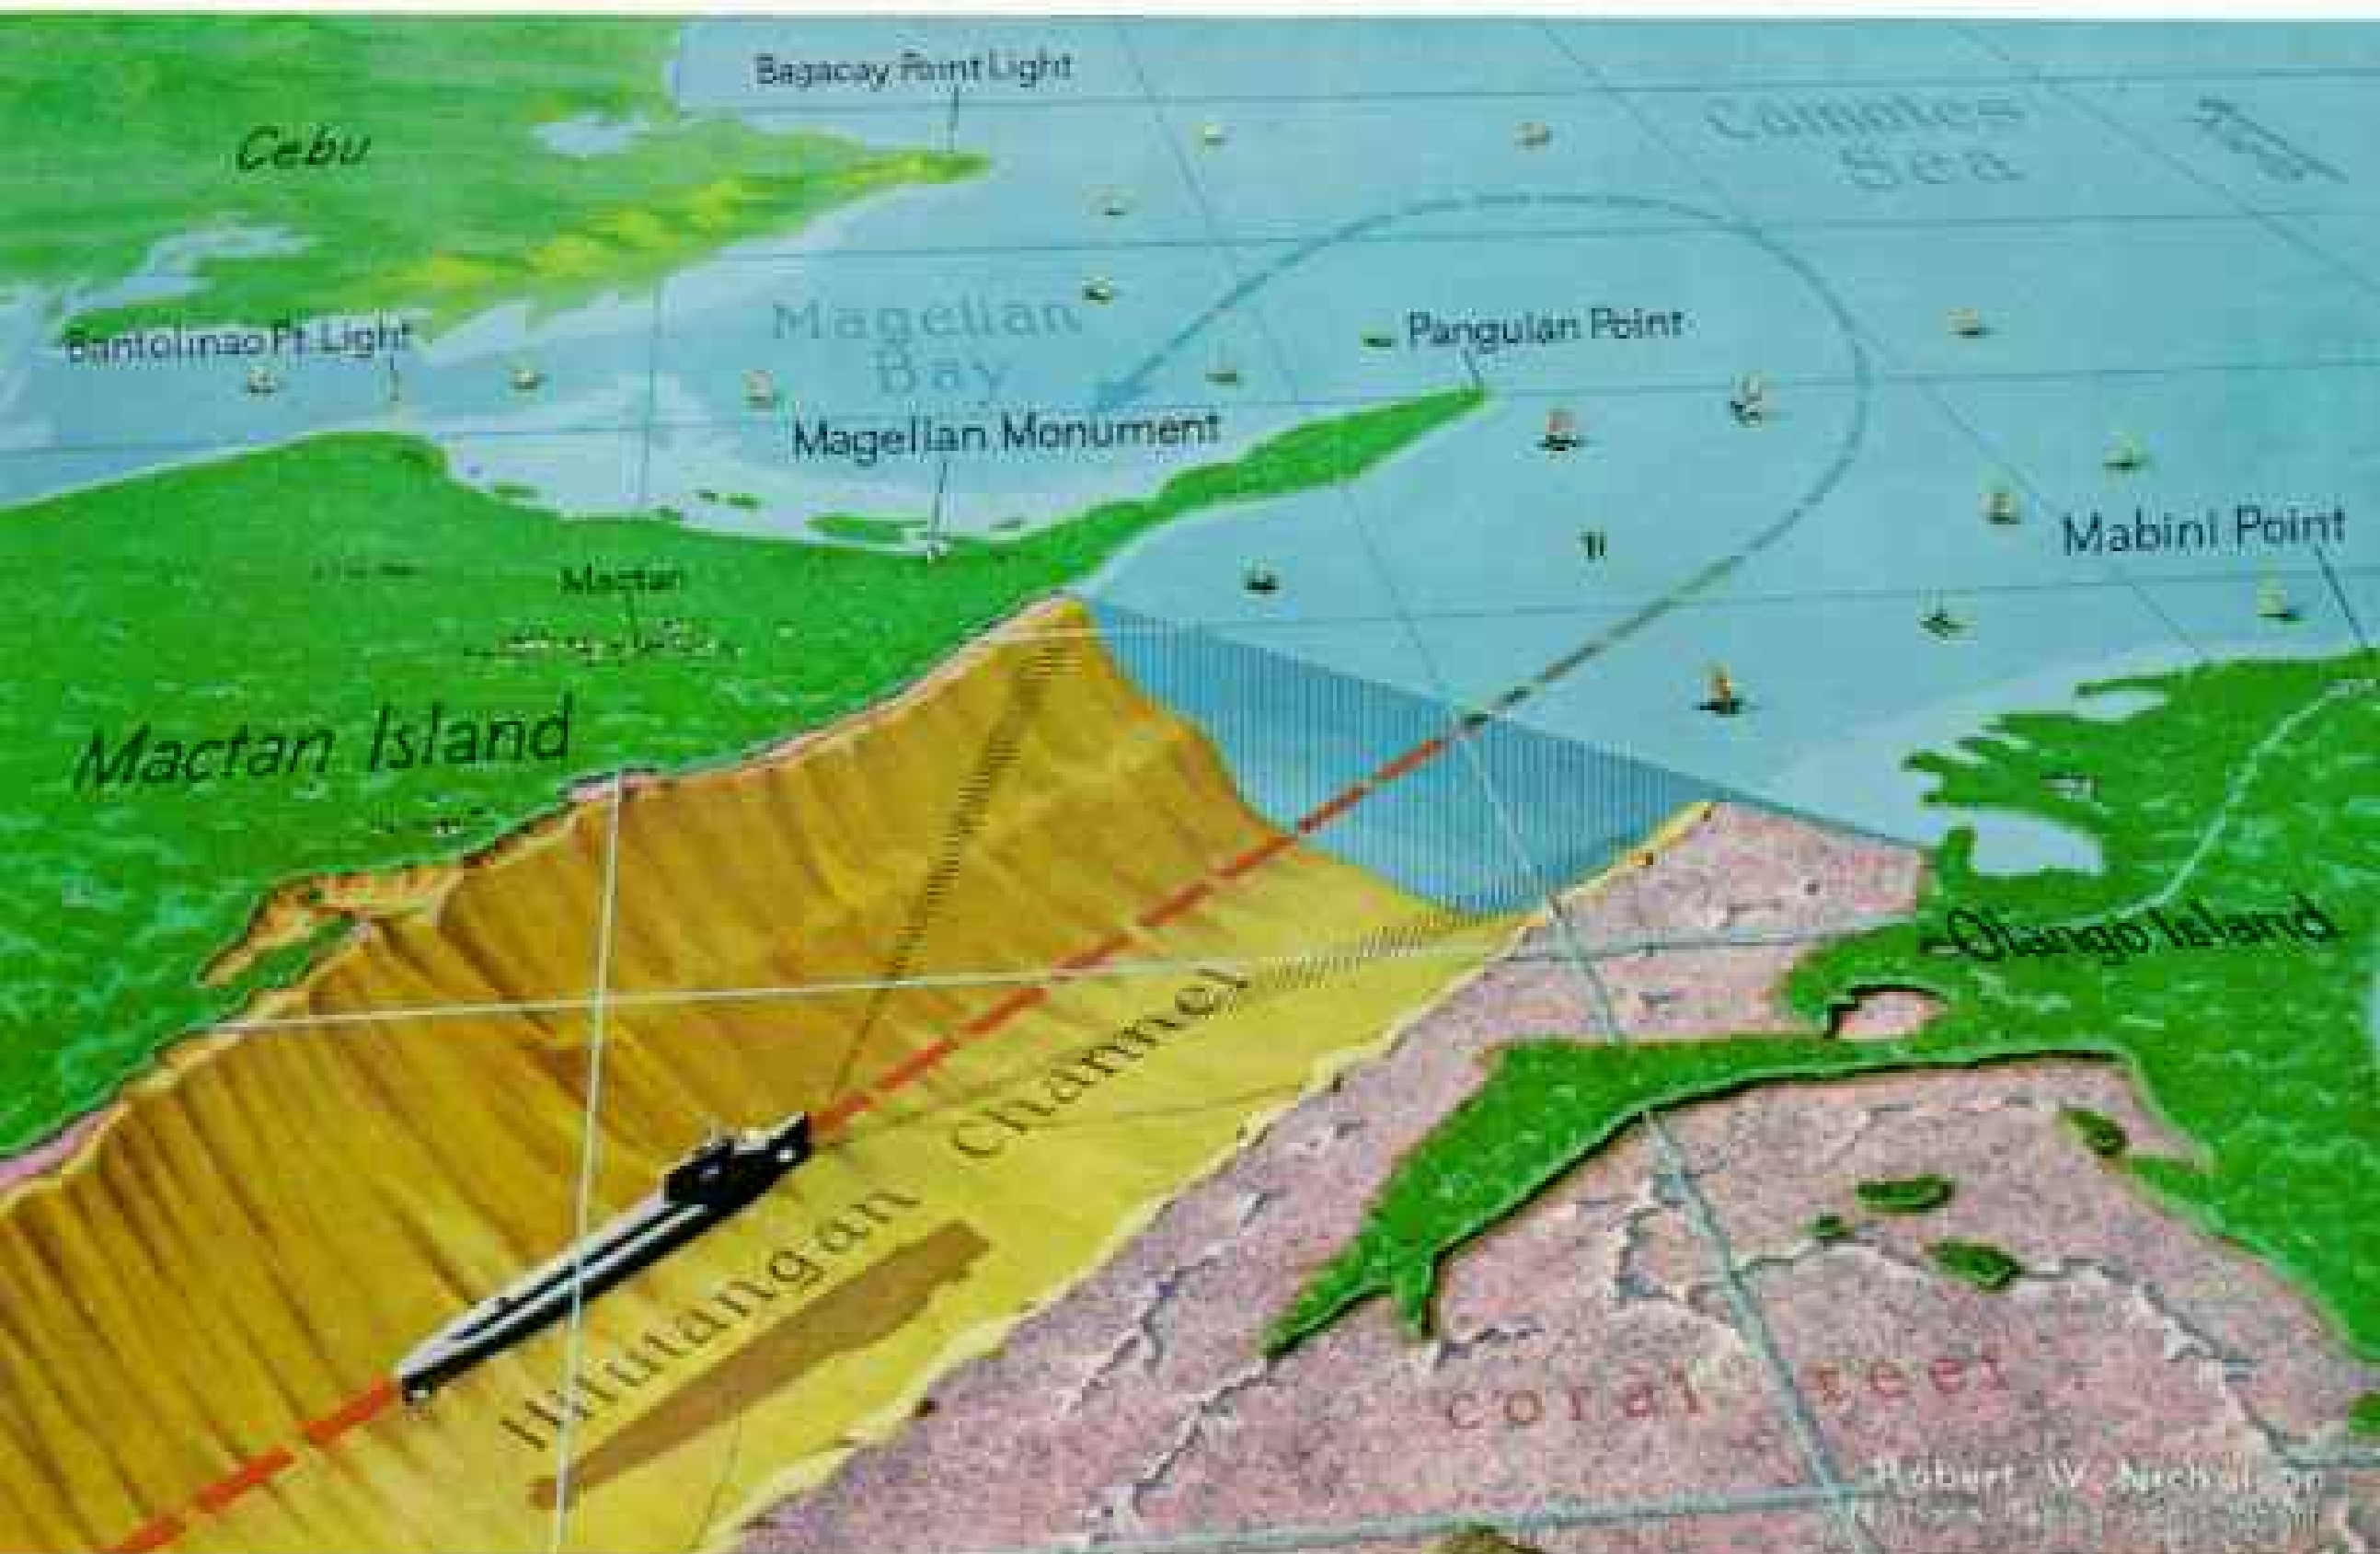 Bagacay Point Light
Cebu
Camotes
Sea
Magellan
Bay
Pangulan Point
Bantolinao Pt. Light
Magellan Monument
Mabini Point
Mactan
Mactan Island
Olango Island
Channel
Hilutangan
coral reef
Robert W. Nicholson